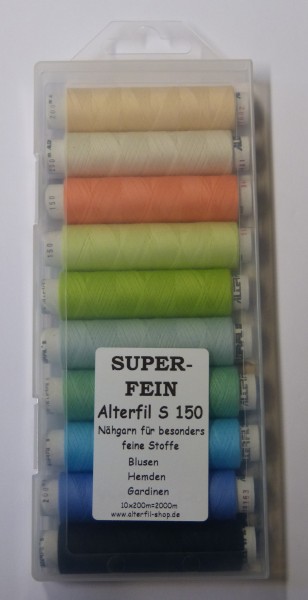 SUPER-
FEIN
Alterfil S 150
Nähgarn für besonders
feine Stoffe
Blusen
Hemden
Gardinen
10x200m=2000m
www.alterfil-shop.de